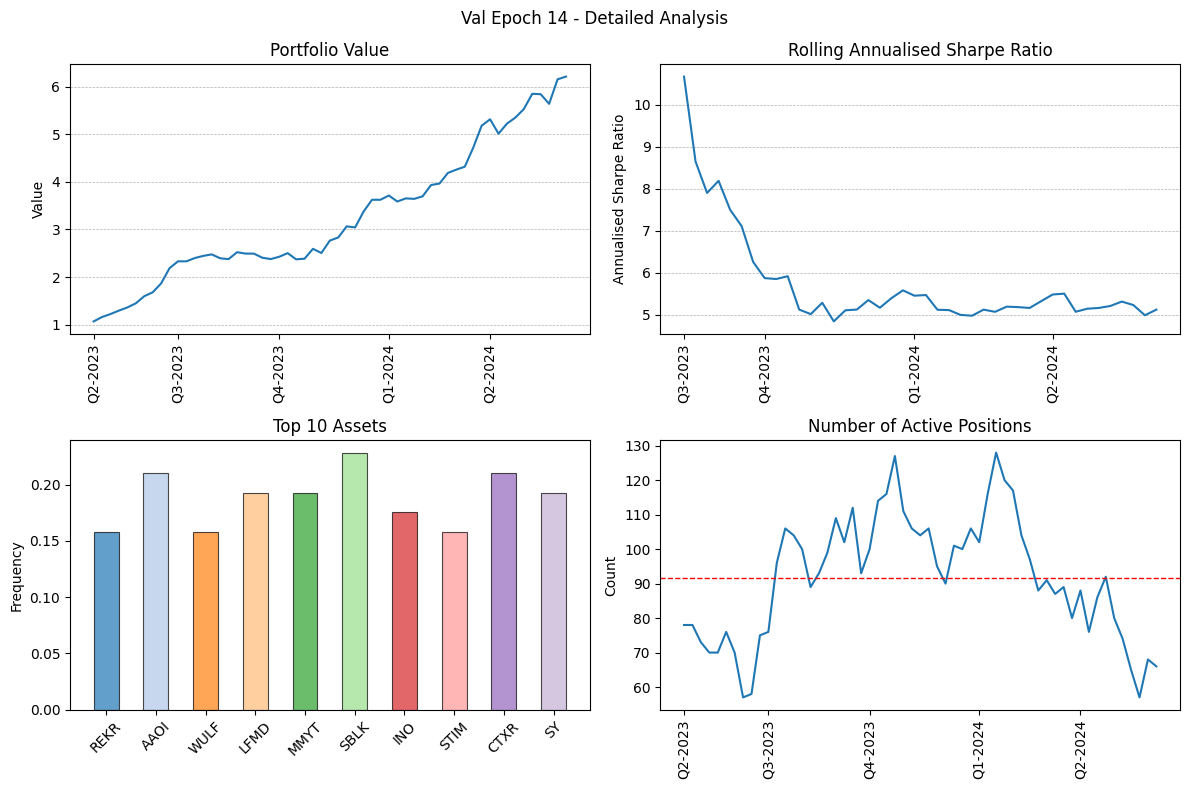 Val Epoch 14 - Detailed Analysis
Portfolio Value
Value
6
5
4
3
2
1
Q2-2023
Q3-2023
Q4-2023
Q1-2024
Q2-2024
Rolling Annualised Sharpe Ratio
Annualised Sharpe Ratio
10
9
8
7
6
5
Q3-2023
Q4-2023
Q1-2024
Q2-2024
Top 10 Assets
Frequency
0.20
0.15
0.10
0.05
0.00
REKR
AAOI
WULF
LFMD
MMYT
SBLK
INO
STIM
CTXR
SY
Number of Active Positions
Count
130
120
110
100
90
80
70
60
Q2-2023
Q3-2023
Q4-2023
Q1-2024
Q2-2024